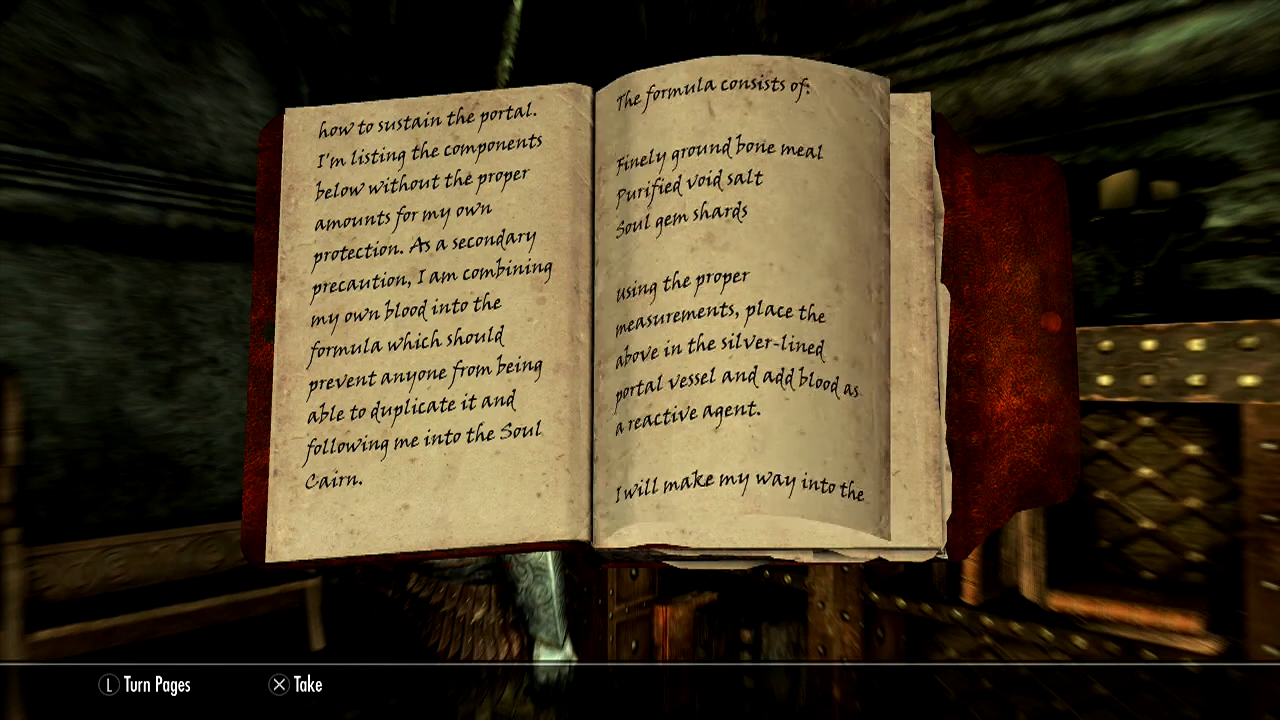 how to sustain the portal.
I'm listing the components
below without the proper
amounts for my own
protection. As a secondary
precaution, I am combining
my own blood into the
formula which should
prevent anyone from being
able to duplicate it and
following me into the Soul
Cairn.
The formula consists of:
Finely ground bone meal
Purified void salt
Soul gem shards
using the proper
measurements, place the
above in the silver-lined
portal vessel and add blood as
a reactive agent.
I will make my way into the
L Turn Pages
X Take